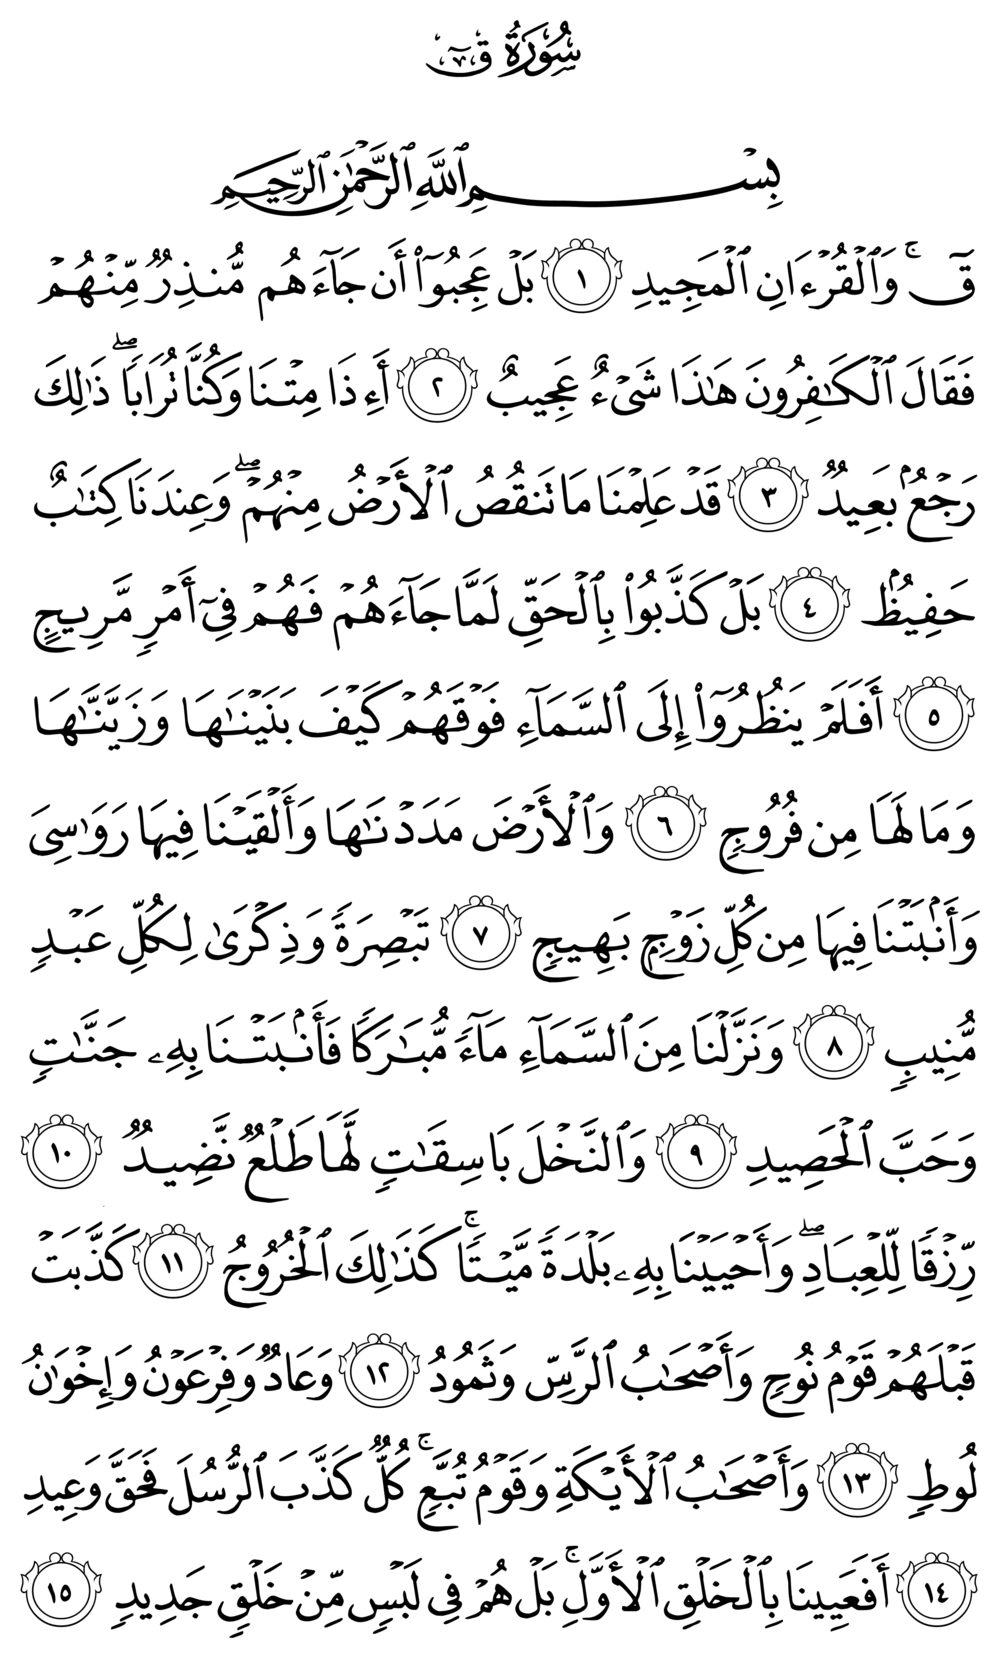 سُورَةُ قٓ
بِسْمِ ٱللَّهِ ٱلرَّحْمَٰنِ ٱلرَّحِيمِ
قٓۚ وَٱلْقُرْءَانِ ٱلْمَجِيدِ ١ بَلْ عَجِبُوٓا۟ أَن جَآءَهُم مُّنذِرٌ مِّنْهُمْ
فَقَالَ ٱلْكَٰفِرُونَ هَٰذَا شَىْءٌ عَجِيبٌ ٢ أَءِذَا مِتْنَا وَكُنَّا تُرَابًاۖ ذَٰلِكَ
رَجْعٌۢ بَعِيدٌ ٣ قَدْ عَلِمْنَا مَا تَنقُصُ ٱلْأَرْضُ مِنْهُمْۖ وَعِندَنَا كِتَٰبٌ
حَفِيظٌۢ ٤ بَلْ كَذَّبُوا۟ بِٱلْحَقِّ لَمَّا جَآءَهُمْ فَهُمْ فِىٓ أَمْرٍ مَّرِيجٍ
٥ أَفَلَمْ يَنظُرُوٓا۟ إِلَى ٱلسَّمَآءِ فَوْقَهُمْ كَيْفَ بَنَيْنَٰهَا وَزَيَّنَّٰهَا
وَمَا لَهَا مِن فُرُوجٍ ٦ وَٱلْأَرْضَ مَدَدْنَٰهَا وَأَلْقَيْنَا فِيهَا رَوَٰسِىَ
وَأَنۢبَتْنَا فِيهَا مِن كُلِّ زَوْجٍۭ بَهِيجٍ ٧ تَبْصِرَةً وَذِكْرَىٰ لِكُلِّ عَبْدٍ
مُّنِيبٍ ٨ وَنَزَّلْنَا مِنَ ٱلسَّمَآءِ مَآءً مُّبَٰرَكًا فَأَنۢبَتْنَا بِهِۦ جَنَّٰتٍ
وَحَبَّ ٱلْحَصِيدِ ٩ وَٱلنَّخْلَ بَاسِقَٰتٍ لَّهَا طَلْعٌ نَّضِيدٌ ١٠
رِّزْقًا لِّلْعِبَادِۖ وَأَحْيَيْنَا بِهِۦ بَلْدَةً مَّيْتًاۚ كَذَٰلِكَ ٱلْخُرُوجُ ١١ كَذَّبَتْ
قَبْلَهُمْ قَوْمُ نُوحٍ وَأَصْحَٰبُ ٱلرَّسِّ وَثَمُودُ ١٢ وَعَادٌ وَفِرْعَوْنُ وَإِخْوَٰنُ
لُوطٍ ١٣ وَأَصْحَٰبُ ٱلْأَيْكَةِ وَقَوْمُ تُبَّعٍۚ كُلٌّ كَذَّبَ ٱلرُّسُلَ فَحَقَّ وَعِيدِ
١٤ أَفَعَيِينَا بِٱلْخَلْقِ ٱلْأَوَّلِۚ بَلْ هُمْ فِى لَبْسٍ مِّنْ خَلْقٍ جَدِيدٍ ١٥